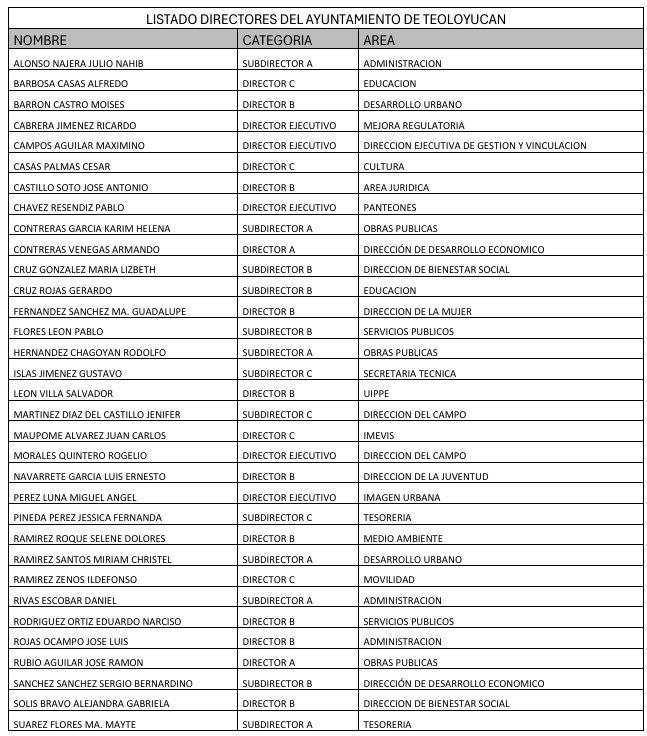 LISTADO DIRECTORES DEL AYUNTAMIENTO DE TEOLOYUCAN
NOMBRE CATEGORIA AREA
ALONSO NAJERA JULIO NAHIB SUBDIRECTOR A ADMINISTRACION
BARBOSA CASAS ALFREDO DIRECTOR C EDUCACION
BARRON CASTRO MOISES DIRECTOR B DESARROLLO URBANO
CABRERA JIMENEZ RICARDO DIRECTOR EJECUTIVO MEJORA REGULATORIA
CAMPOS AGUILAR MAXIMINO DIRECTOR EJECUTIVO DIRECCION EJECUTIVA DE GESTION Y VINCULACION
CASAS PALMAS CESAR DIRECTOR C CULTURA
CASTILLO SOTO JOSE ANTONIO DIRECTOR B AREA JURIDICA
CHAVEZ RESENDIZ PABLO DIRECTOR EJECUTIVO PANTEONES
CONTRERAS GARCIA KARIM HELENA SUBDIRECTOR A OBRAS PUBLICAS
CONTRERAS VENEGAS ARMANDO DIRECTOR A DIRECCIÓN DE DESARROLLO ECONOMICO
CRUZ GONZALEZ MARIA LIZBETH SUBDIRECTOR B DIRECCION DE BIENESTAR SOCIAL
CRUZ ROJAS GERARDO SUBDIRECTOR B EDUCACION
FERNANDEZ SANCHEZ MA. GUADALUPE DIRECTOR B DIRECCION DE LA MUJER
FLORES LEON PABLO SUBDIRECTOR B SERVICIOS PUBLICOS
HERNANDEZ CHAGOYAN RODOLFO SUBDIRECTOR A OBRAS PUBLICAS
ISLAS JIMENEZ GUSTAVO SUBDIRECTOR C SECRETARIA TECNICA
LEON VILLA SALVADOR DIRECTOR B UIPPE
MARTINEZ DIAZ DEL CASTILLO JENIFER SUBDIRECTOR C DIRECCION DEL CAMPO
MAUPOME ALVAREZ JUAN CARLOS DIRECTOR C IMEVIS
MORALES QUINTERO ROGELIO DIRECTOR EJECUTIVO DIRECCION DEL CAMPO
NAVARRETE GARCIA LUIS ERNESTO DIRECTOR B DIRECCION DE LA JUVENTUD
PEREZ LUNA MIGUEL ANGEL DIRECTOR EJECUTIVO IMAGEN URBANA
PINEDA PEREZ JESSICA FERNANDA SUBDIRECTOR C TESORERIA
RAMIREZ ROQUE SELENE DOLORES DIRECTOR B MEDIO AMBIENTE
RAMIREZ SANTOS MIRIAM CHRISTEL SUBDIRECTOR A DESARROLLO URBANO
RAMIREZ ZENOS ILDEFONSO DIRECTOR C MOVILIDAD
RIVAS ESCOBAR DANIEL SUBDIRECTOR A ADMINISTRACION
RODRIGUEZ ORTIZ EDUARDO NARCISO DIRECTOR B SERVICIOS PUBLICOS
ROJAS OCAMPO JOSE LUIS DIRECTOR B ADMINISTRACION
RUBIO AGUILAR JOSE RAMON DIRECTOR A OBRAS PUBLICAS
SANCHEZ SANCHEZ SERGIO BERNARDINO SUBDIRECTOR B DIRECCIÓN DE DESARROLLO ECONOMICO
SOLIS BRAVO ALEJANDRA GABRIELA DIRECTOR B DIRECCION DE BIENESTAR SOCIAL
SUAREZ FLORES MA. MAYTE SUBDIRECTOR A TESORERIA